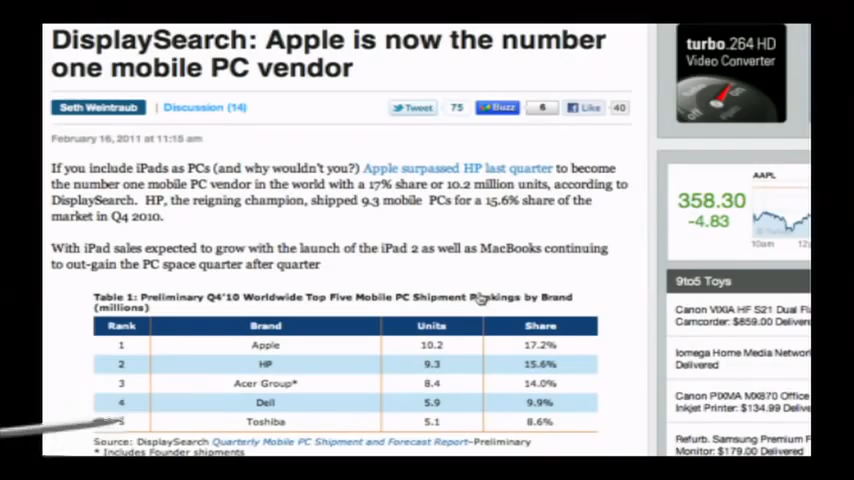 DisplaySearch: Apple is now the number
one mobile PC vendor
Seth Weintraub | Discussion (14)
Tweet 75 Buzz 6 Like 40
February 16, 2011 at 11:15 am
If you include iPads as PCs (and why wouldn't you?) Apple surpassed HP last quarter to become
the number one mobile PC vendor in the world with a 17% share or 10.2 million units, according to
DisplaySearch. HP, the reigning champion, shipped 9.3 mobile PCs for a 15.6% share of the
market in Q4 2010.
With iPad sales expected to grow with the launch of the iPad 2 as well as MacBooks continuing
to out-gain the PC space quarter after quarter
Table 1: Preliminary Q4'10 Worldwide Top Five Mobile PC Shipment Rankings by Brand
(millions)
Rank Brand Units Share
1 Apple 10.2 17.2%
2 HP 9.3 15.6%
3 Acer Group* 8.4 14.0%
4 Dell 5.9 9.9%
5 Toshiba 5.1 8.6%
Source: DisplaySearch Quarterly Mobile PC Shipment and Forecast Report–Preliminary
* Includes Founder shipments
turbo.264 HD
Video Converter
off on
AAPL
358.30
-4.83
10am 12p
9to5 Toys
Canon VIXIA HF S21 Dual Fl
Camcorder: $859.00 Deliver
Iomega Home Media Networ
Delivered
Canon PIXMA MX870 Office
Inkjet Printer: $134.99 Deliv
Refurb. Samsung Premium F
Monitor: $179.00 Delivered